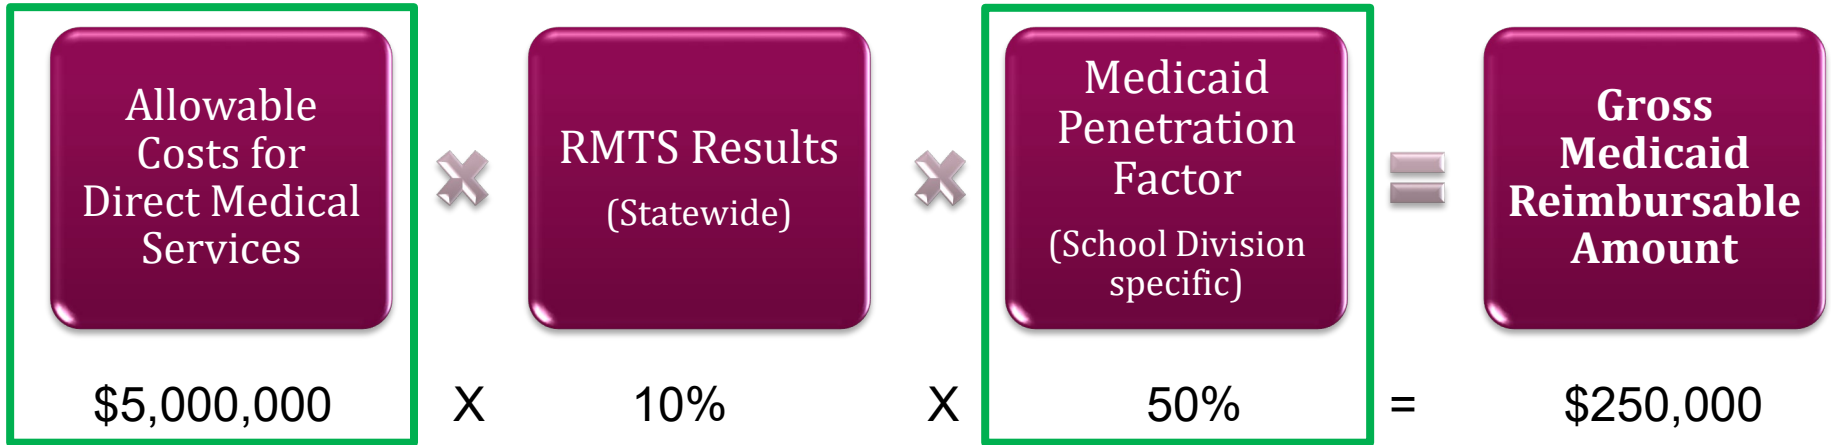 Allowable
Costs for
Direct Medical
Services
RMTS Results
(Statewide)
Medicaid
Penetration
Factor
(School Division
specific)
Gross
Medicaid
Reimbursable
Amount
$5,000,000 X 10% X 50% = $250,000